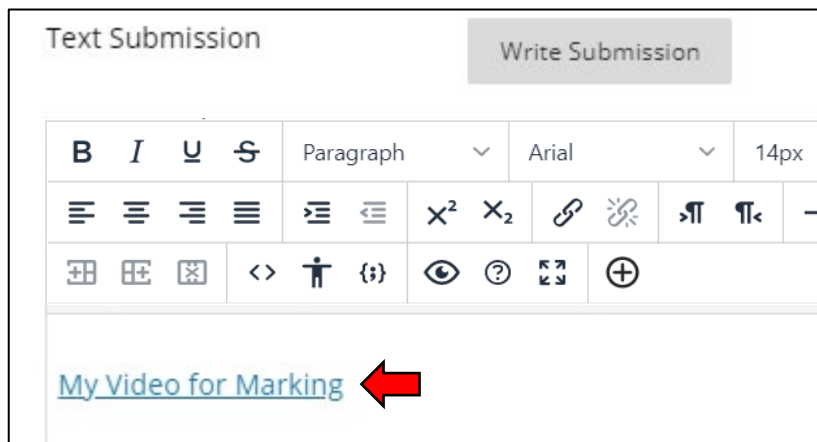 Text Submission
Write Submission
B I U S Paragraph Arial 14px
X² X₂ >¶ ¶<
<> {;} ?
My Video for Marking